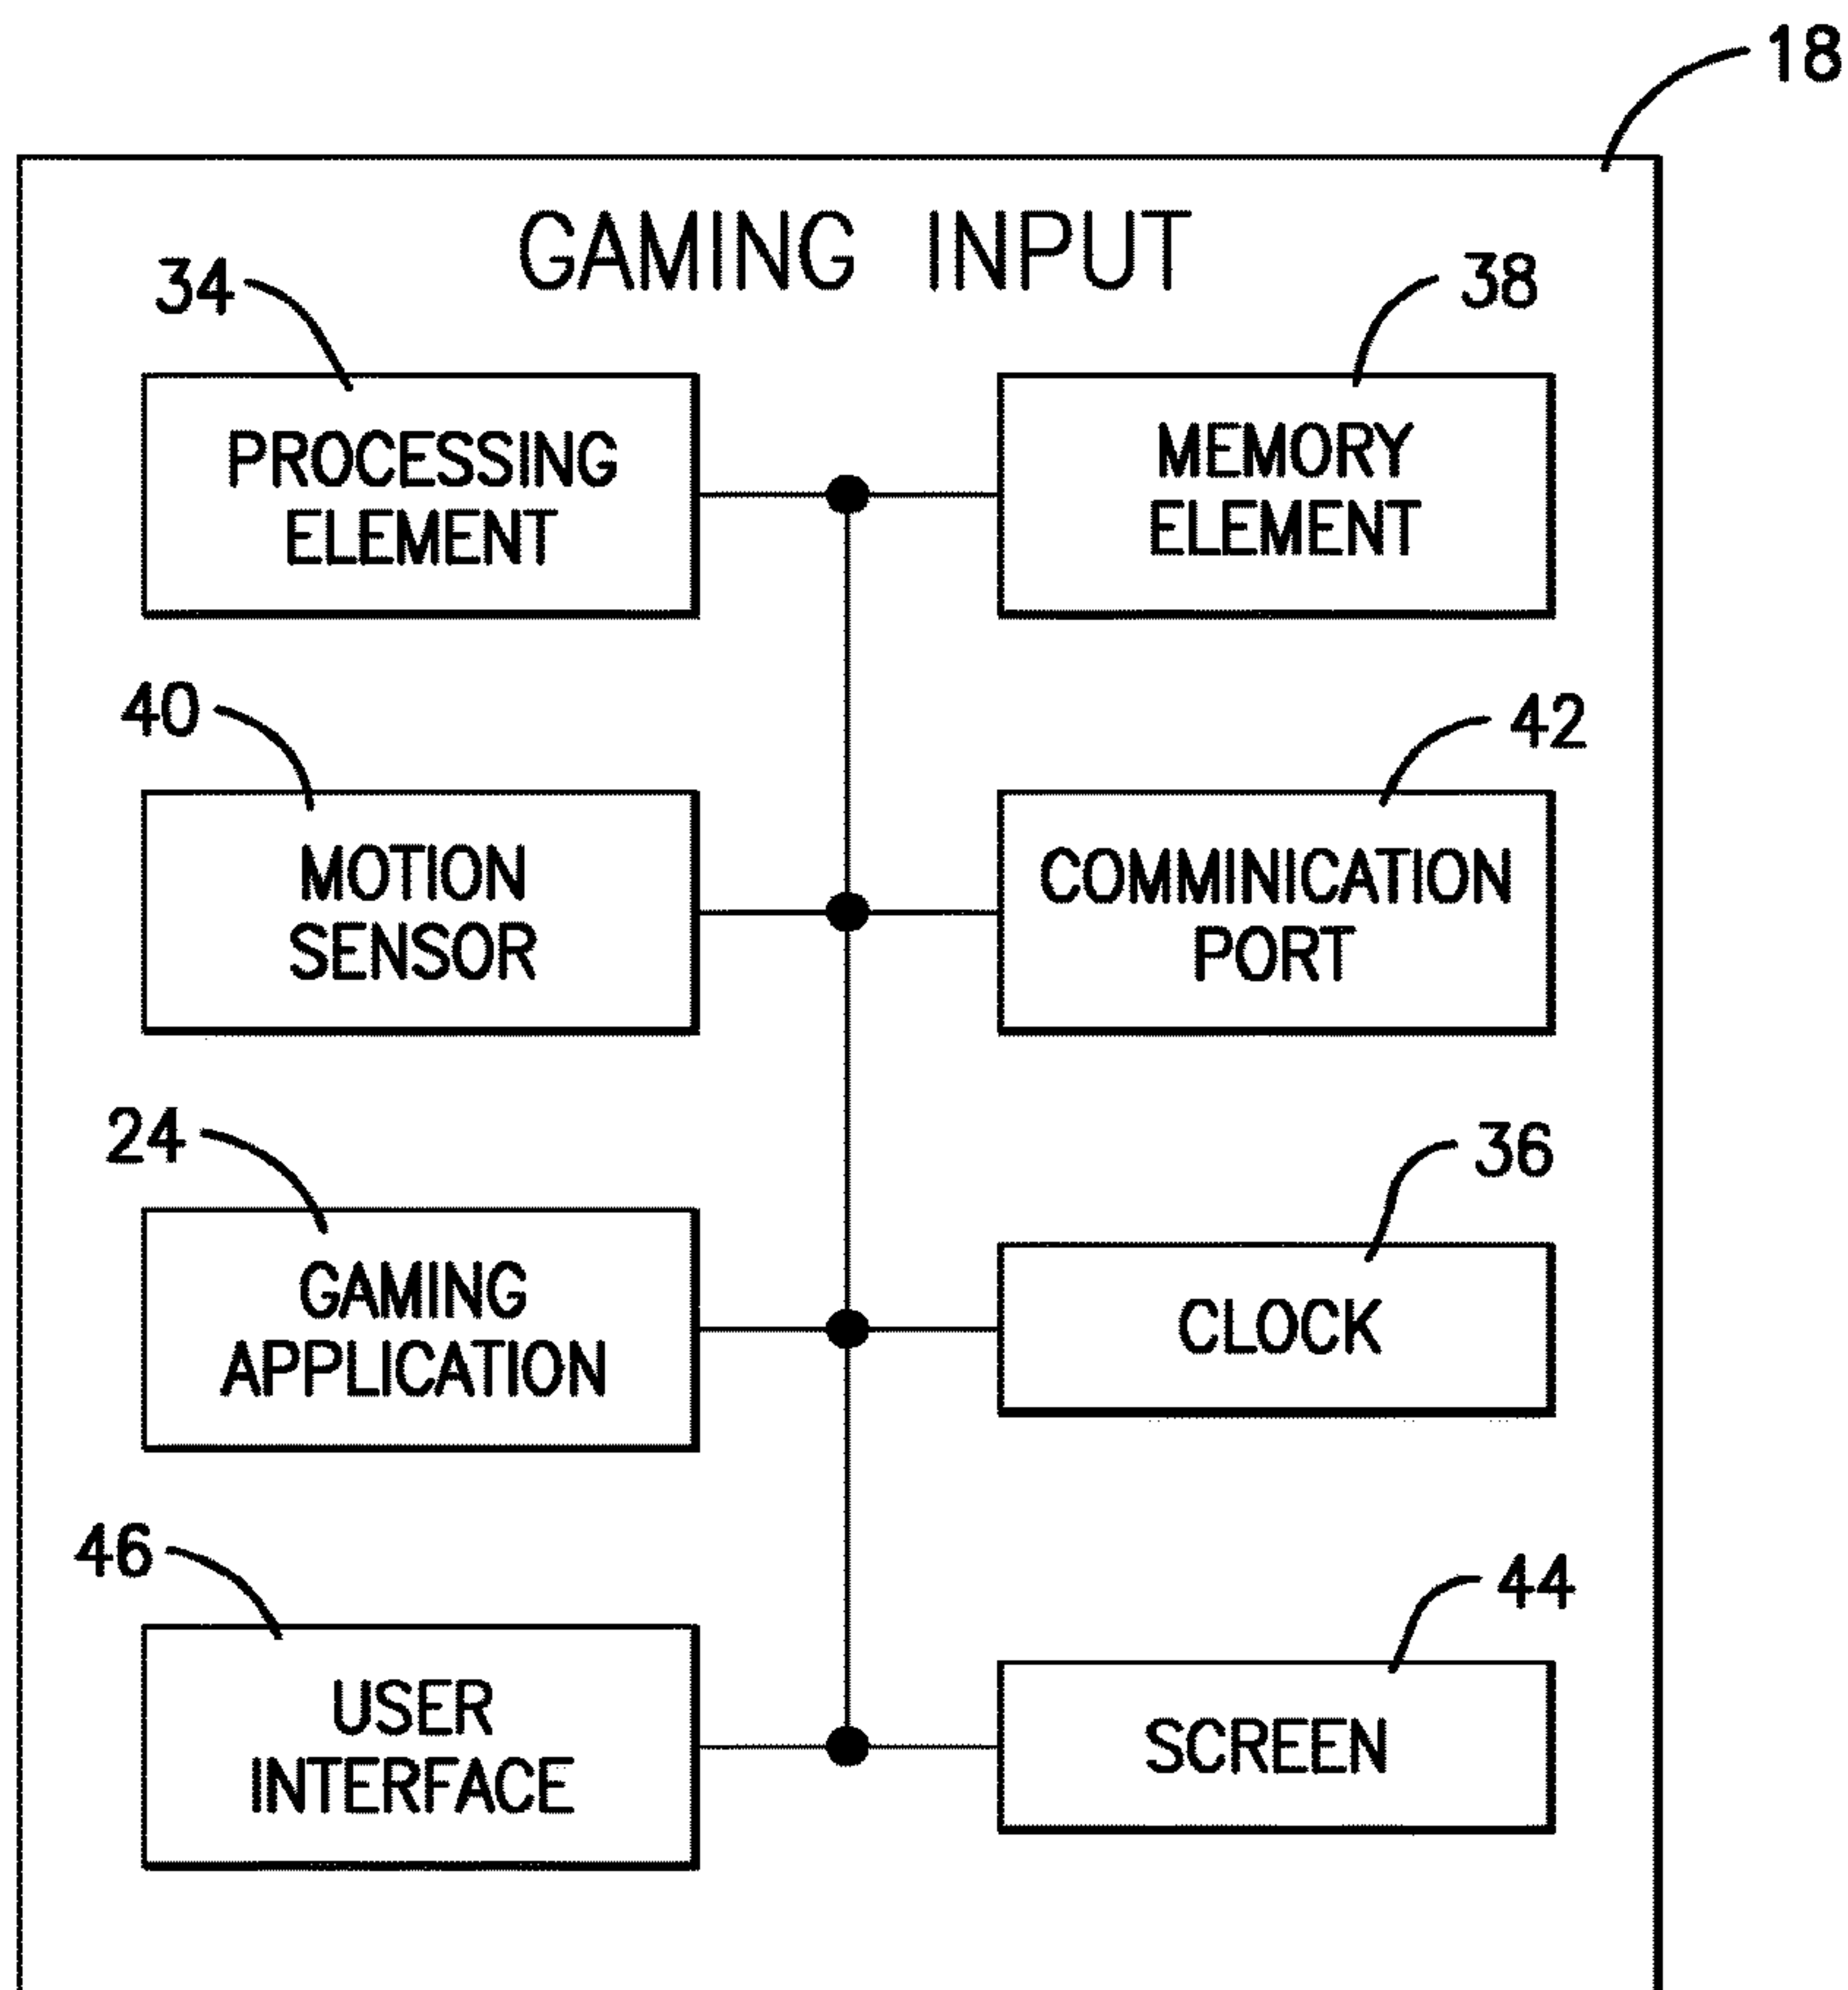 18
GAMING INPUT
34
38
PROCESSING
ELEMENT
MEMORY
ELEMENT
40
42
MOTION
SENSOR
COMMINICATION
PORT
24
36
GAMING
APPLICATION
CLOCK
46
44
USER
INTERFACE
SCREEN